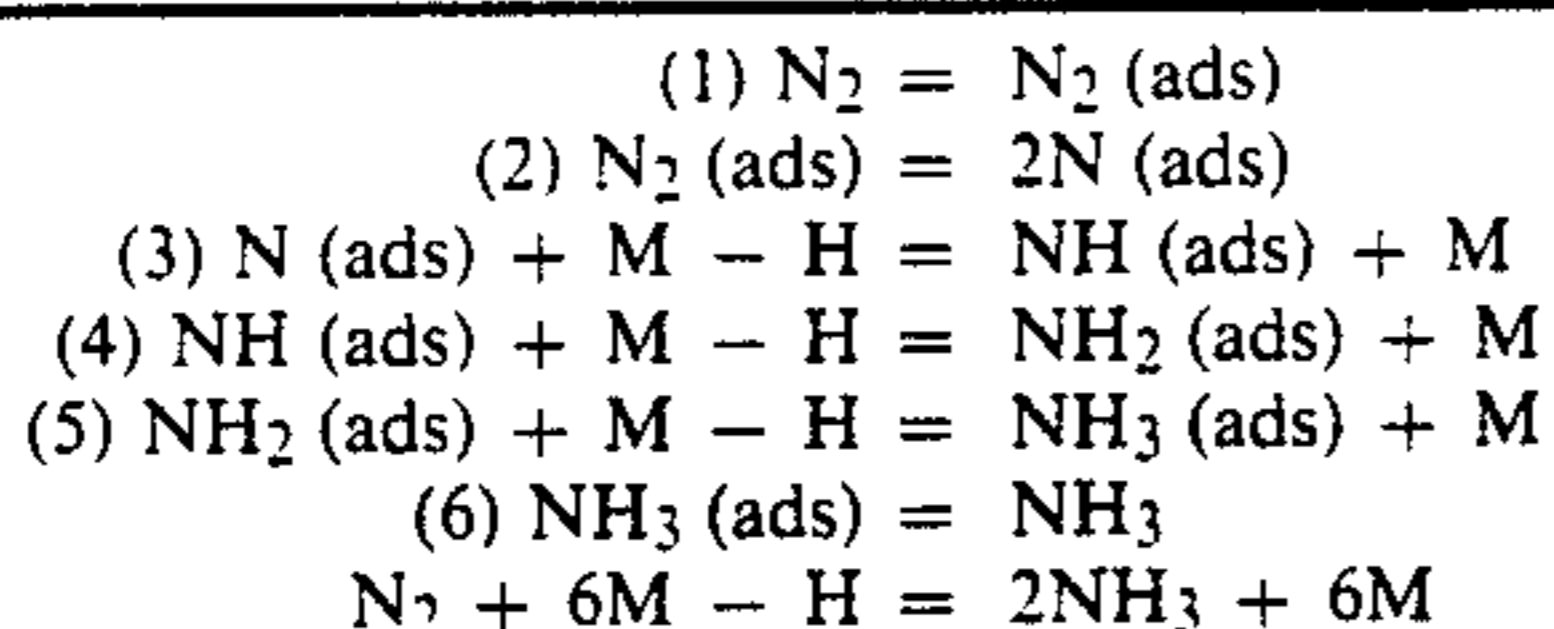 (1) N₂ = N₂ (ads)
(2) N₂ (ads) = 2N (ads)
(3) N (ads) + M – H = NH (ads) + M
(4) NH (ads) + M – H = NH₂ (ads) + M
(5) NH₂ (ads) + M – H = NH₃ (ads) + M
(6) NH₃ (ads) = NH₃
N₂ + 6M – H = 2NH₃ + 6M